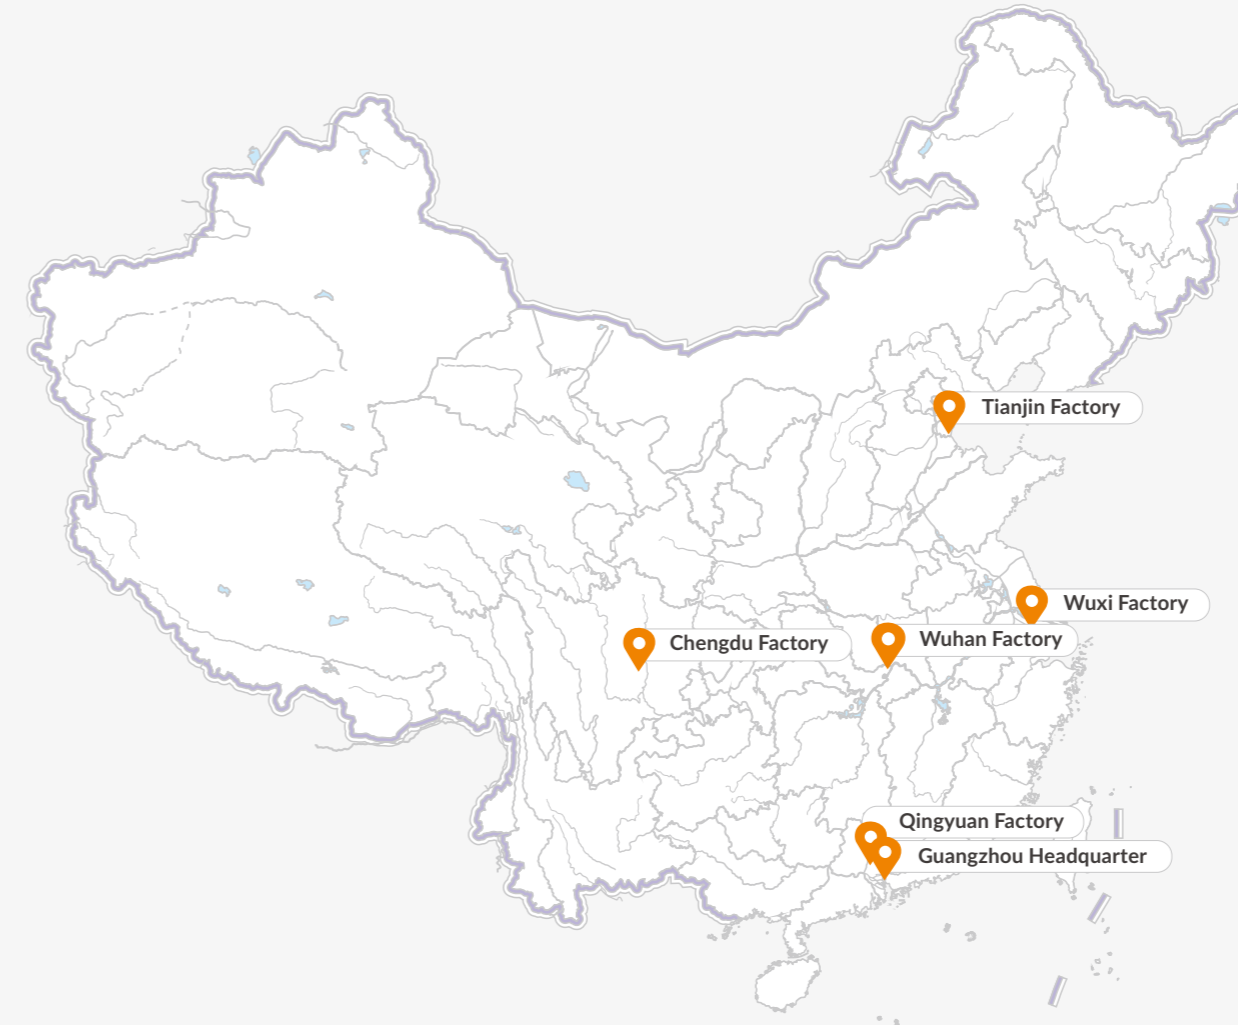 Tianjin Factory
Wuxi Factory
Wuhan Factory
Chengdu Factory
Qingyuan Factory
Guangzhou Headquarter